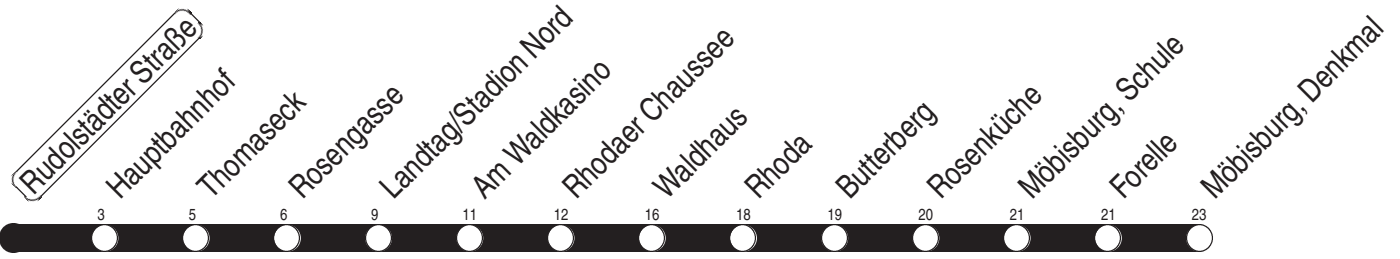 Rudolstädter Straße
Hauptbahnhof
Thomaseck
Rosengasse
Landtag/Stadion Nord
Am Waldkasino
Rhodaer Chaussee
Waldhaus
Rhoda
Butterberg
Rosenküche
Möbisburg, Schule
Forelle
Möbisburg, Denkmal
3 5 6 9 11 12 16 18 19 20 21 21 23